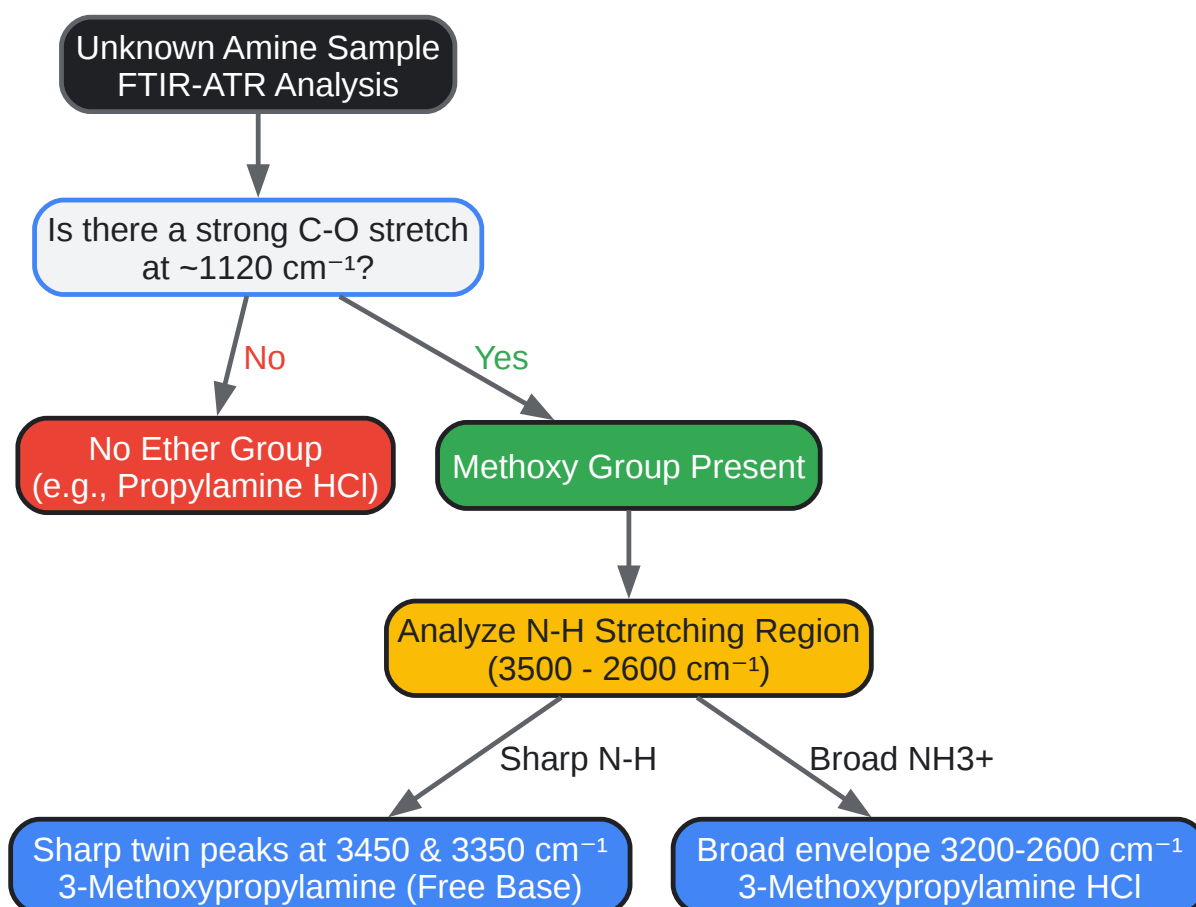 Unknown Amine Sample
FTIR-ATR Analysis
Is there a strong C-O stretch
at ~1120 cm⁻¹?
No
Yes
No Ether Group
(e.g., Propylamine HCl)
Methoxy Group Present
Analyze N-H Stretching Region
(3500 - 2600 cm⁻¹)
Sharp N-H
Broad NH3+
Sharp twin peaks at 3450 & 3350 cm⁻¹
3-Methoxypropylamine (Free Base)
Broad envelope 3200-2600 cm⁻¹
3-Methoxypropylamine HCl